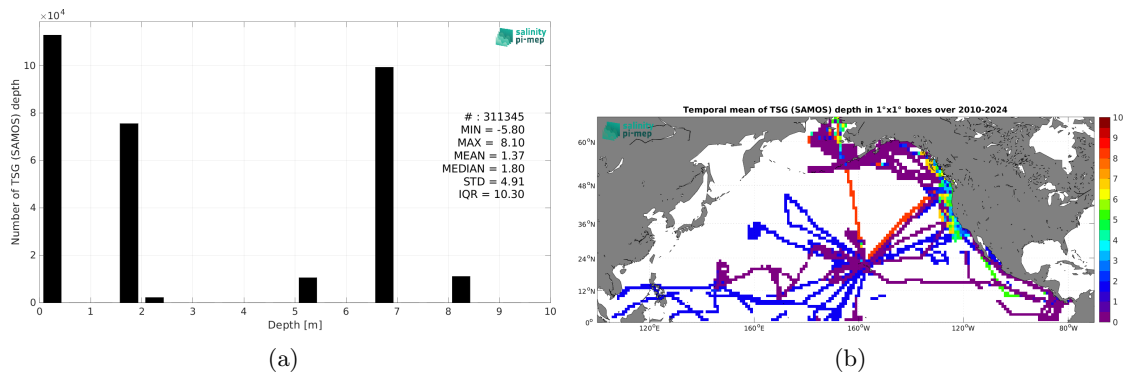 ×10⁴
10
8
6
4
2
0
Number of TSG (SAMOS) depth
salinity
pi-mep
# : 311345
MIN = -5.80
MAX = 8.10
MEAN = 1.37
MEDIAN = 1.80
STD = 4.91
IQR = 10.30
0 1 2 3 4 5 6 7 8 9 10
Depth [m]
(a)
Temporal mean of TSG (SAMOS) depth in 1°x1° boxes over 2010-2024
salinity
pi-mep
60°N
48°N
36°N
24°N
12°N
0°
120°E 160°E 160°W 120°W 80°W
10
9
8
7
6
5
4
3
2
1
0
(b)